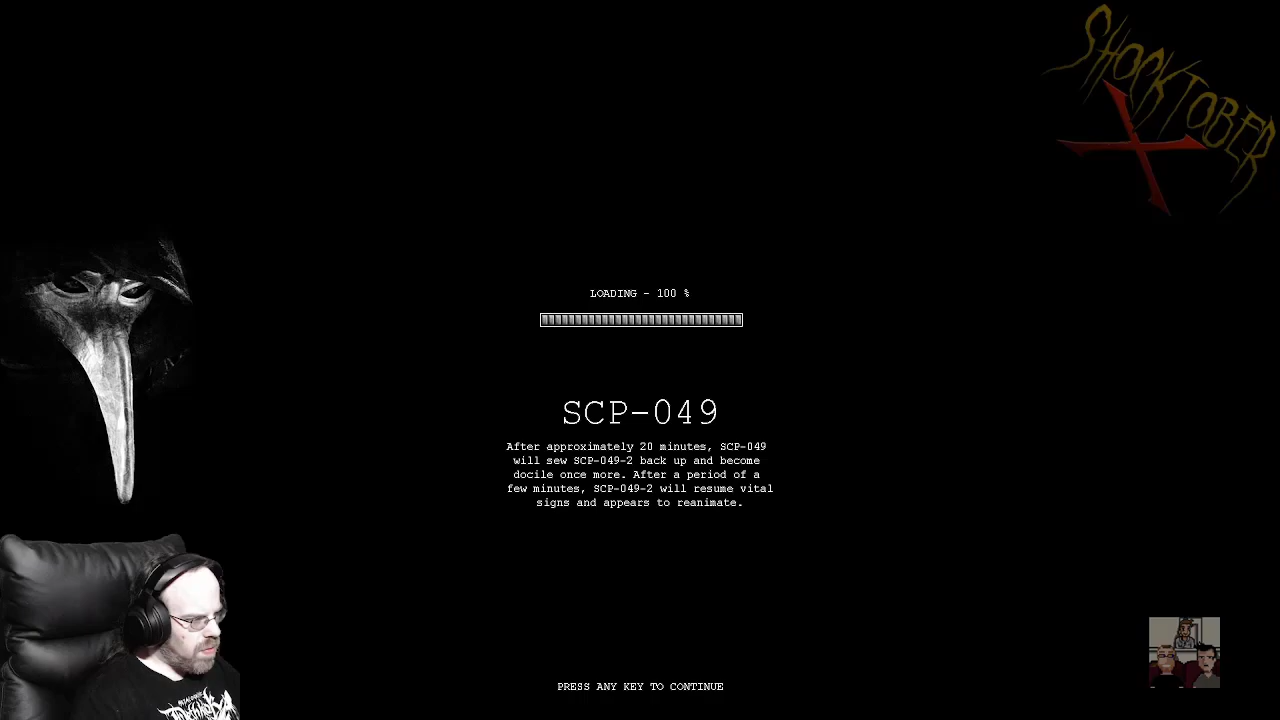 SHOCKTOBER
X
LOADING - 100 %
SCP-049
After approximately 20 minutes, SCP-049
will sew SCP-049-2 back up and become
docile once more. After a period of a
few minutes, SCP-049-2 will resume vital
signs and appears to reanimate.
PRESS ANY KEY TO CONTINUE